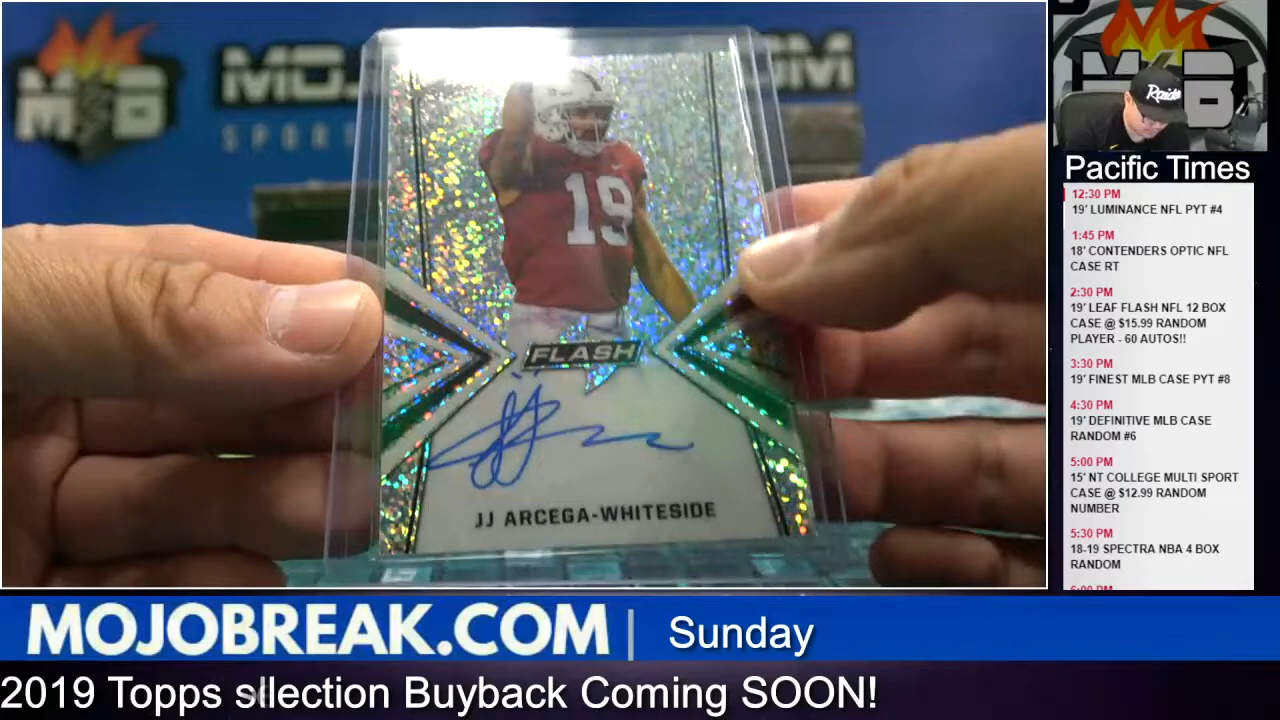 19
FLASH
JJ ARCEGA-WHITESIDE
Pacific Times
12:30 PM
19' LUMINANCE NFL PYT #4
1:45 PM
18' CONTENDERS OPTIC NFL
CASE RT
2:30 PM
19' LEAF FLASH NFL 12 BOX
CASE @ $15.99 RANDOM
PLAYER - 60 AUTOS!!
3:30 PM
19' FINEST MLB CASE PYT #8
4:30 PM
19' DEFINITIVE MLB CASE
RANDOM #6
5:00 PM
15' NT COLLEGE MULTI SPORT
CASE @ $12.99 RANDOM
NUMBER
5:30 PM
18-19 SPECTRA NBA 4 BOX
RANDOM
MOJOBREAK.COM
Sunday
2019 Topps sllection Buyback Coming SOON!